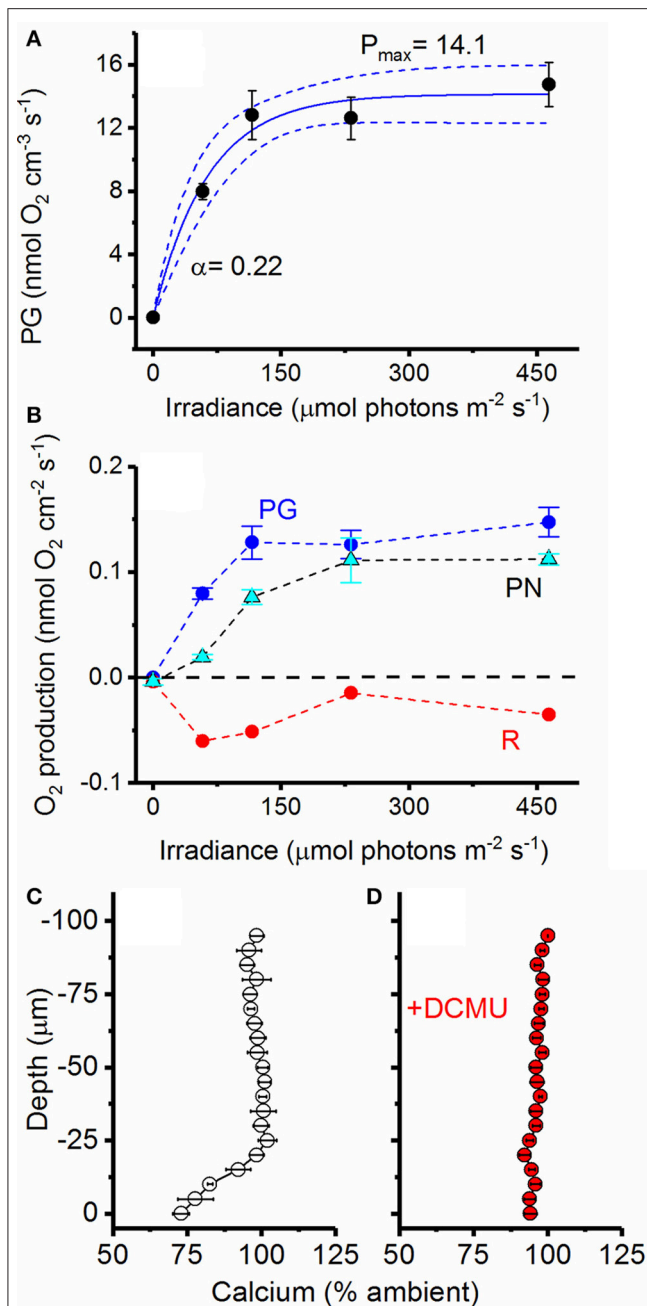 A
P_max = 14.1
16
12
8
4
0
PG (nmol O₂ cm⁻³ s⁻¹)
α= 0.22
0 150 300 450
Irradiance (μmol photons m⁻² s⁻¹)
B
0.2
0.1
0.0
-0.1
O₂ production (nmol O₂ cm⁻² s⁻¹)
PG
PN
R
0 150 300 450
Irradiance (μmol photons m⁻² s⁻¹)
C
-100
-75
-50
-25
0
Depth (μm)
50 75 100 125
D
+DCMU
50 75 100 125
Calcium (% ambient)